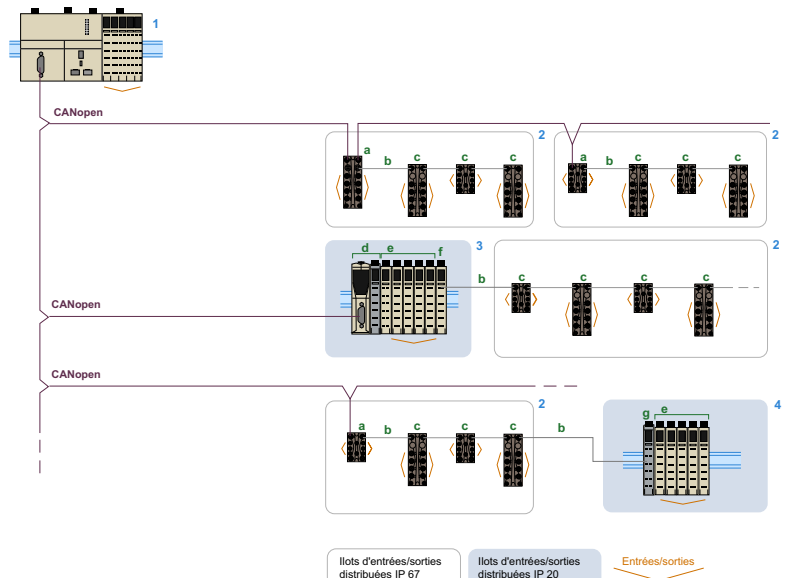 1
CANopen
2
2
a
b
c
c
c
a
b
c
c
c
3
2
d
e
f
b
c
c
c
c
CANopen
CANopen
2
4
a
b
c
c
c
b
g
e
Ilots d'entrées/sorties
distribuées IP 67
Ilots d'entrées/sorties
distribuées IP 20
Entrées/sorties